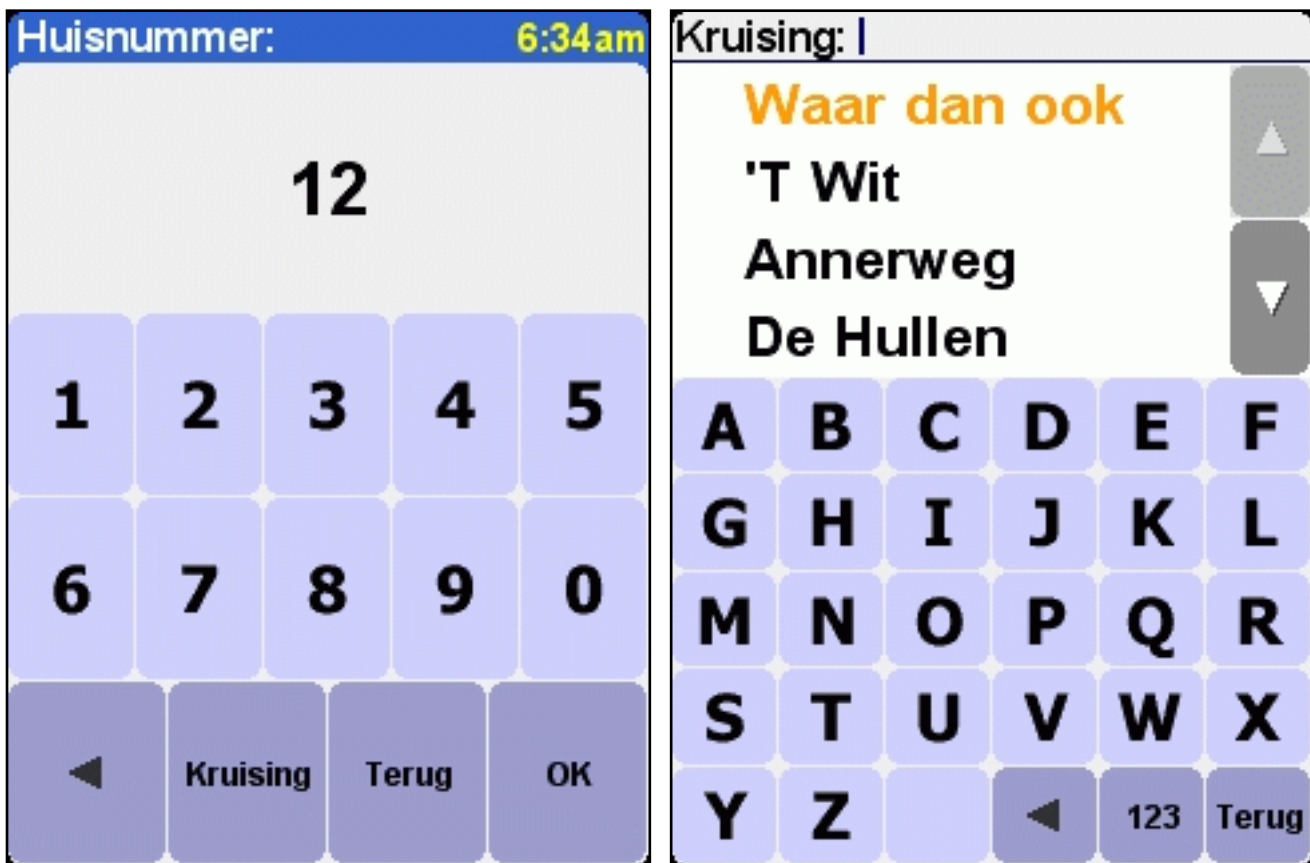 Huisnummer: 6:34am
12
1 2 3 4 5
6 7 8 9 0
Kruising Terug OK
Kruising:
Waar dan ook
'T Wit
Annerweg
De Hullen
A B C D E F
G H I J K L
M N O P Q R
S T U V W X
Y Z 123 Terug